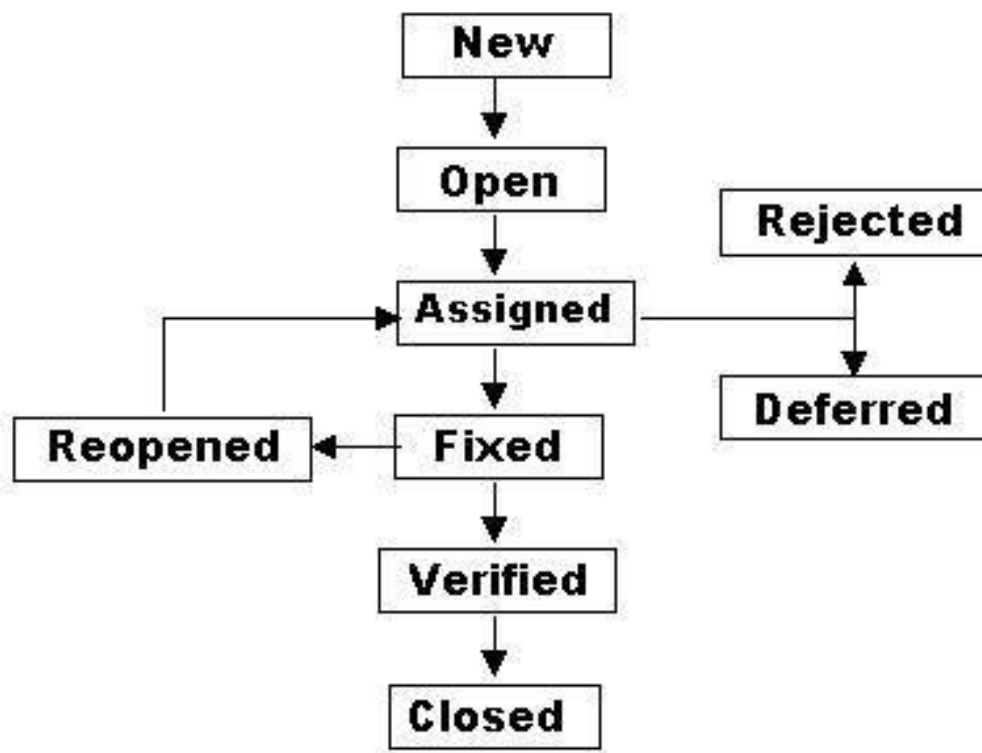 New
Open
Rejected
Assigned
Deferred
Reopened
Fixed
Verified
Closed